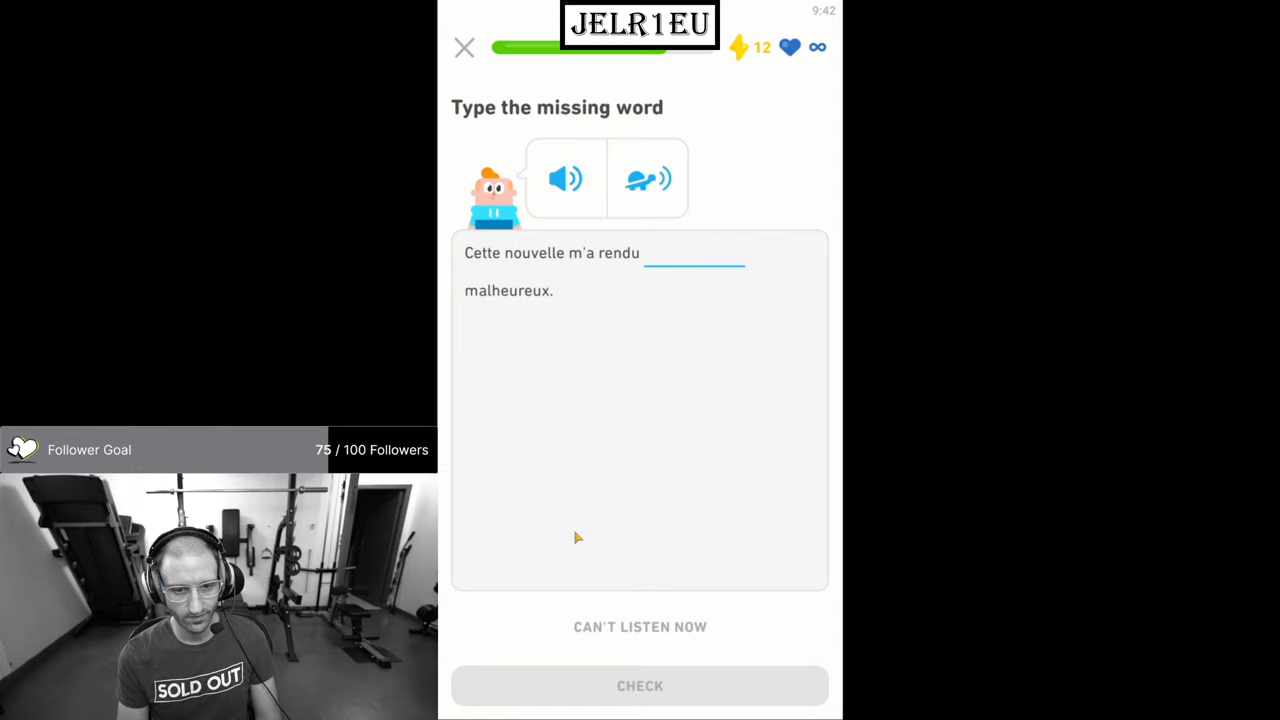 JELR1EU
9:42
12
Type the missing word
Cette nouvelle m'a rendu
malheureux.
Follower Goal 75 / 100 Followers
SOLD OUT
CAN'T LISTEN NOW
CHECK